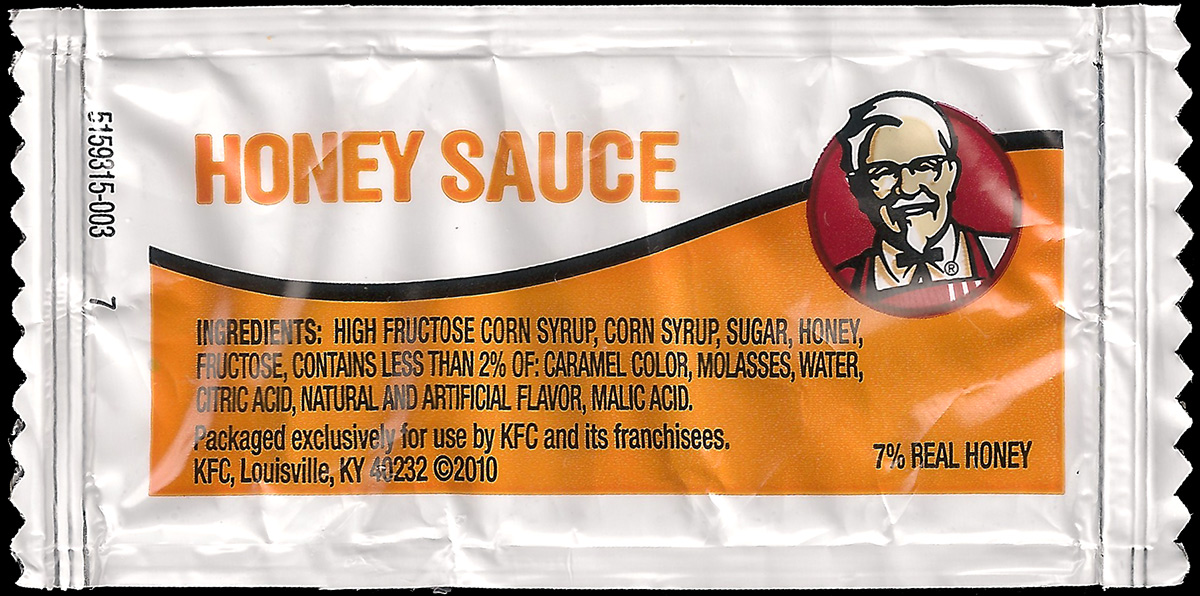 HONEY SAUCE
5159315-003 7
®
INGREDIENTS: HIGH FRUCTOSE CORN SYRUP, CORN SYRUP, SUGAR, HONEY,
FRUCTOSE, CONTAINS LESS THAN 2% OF: CARAMEL COLOR, MOLASSES, WATER,
CITRIC ACID, NATURAL AND ARTIFICIAL FLAVOR, MALIC ACID.
Packaged exclusively for use by KFC and its franchisees.
KFC, Louisville, KY 40232 ©2010
7% REAL HONEY